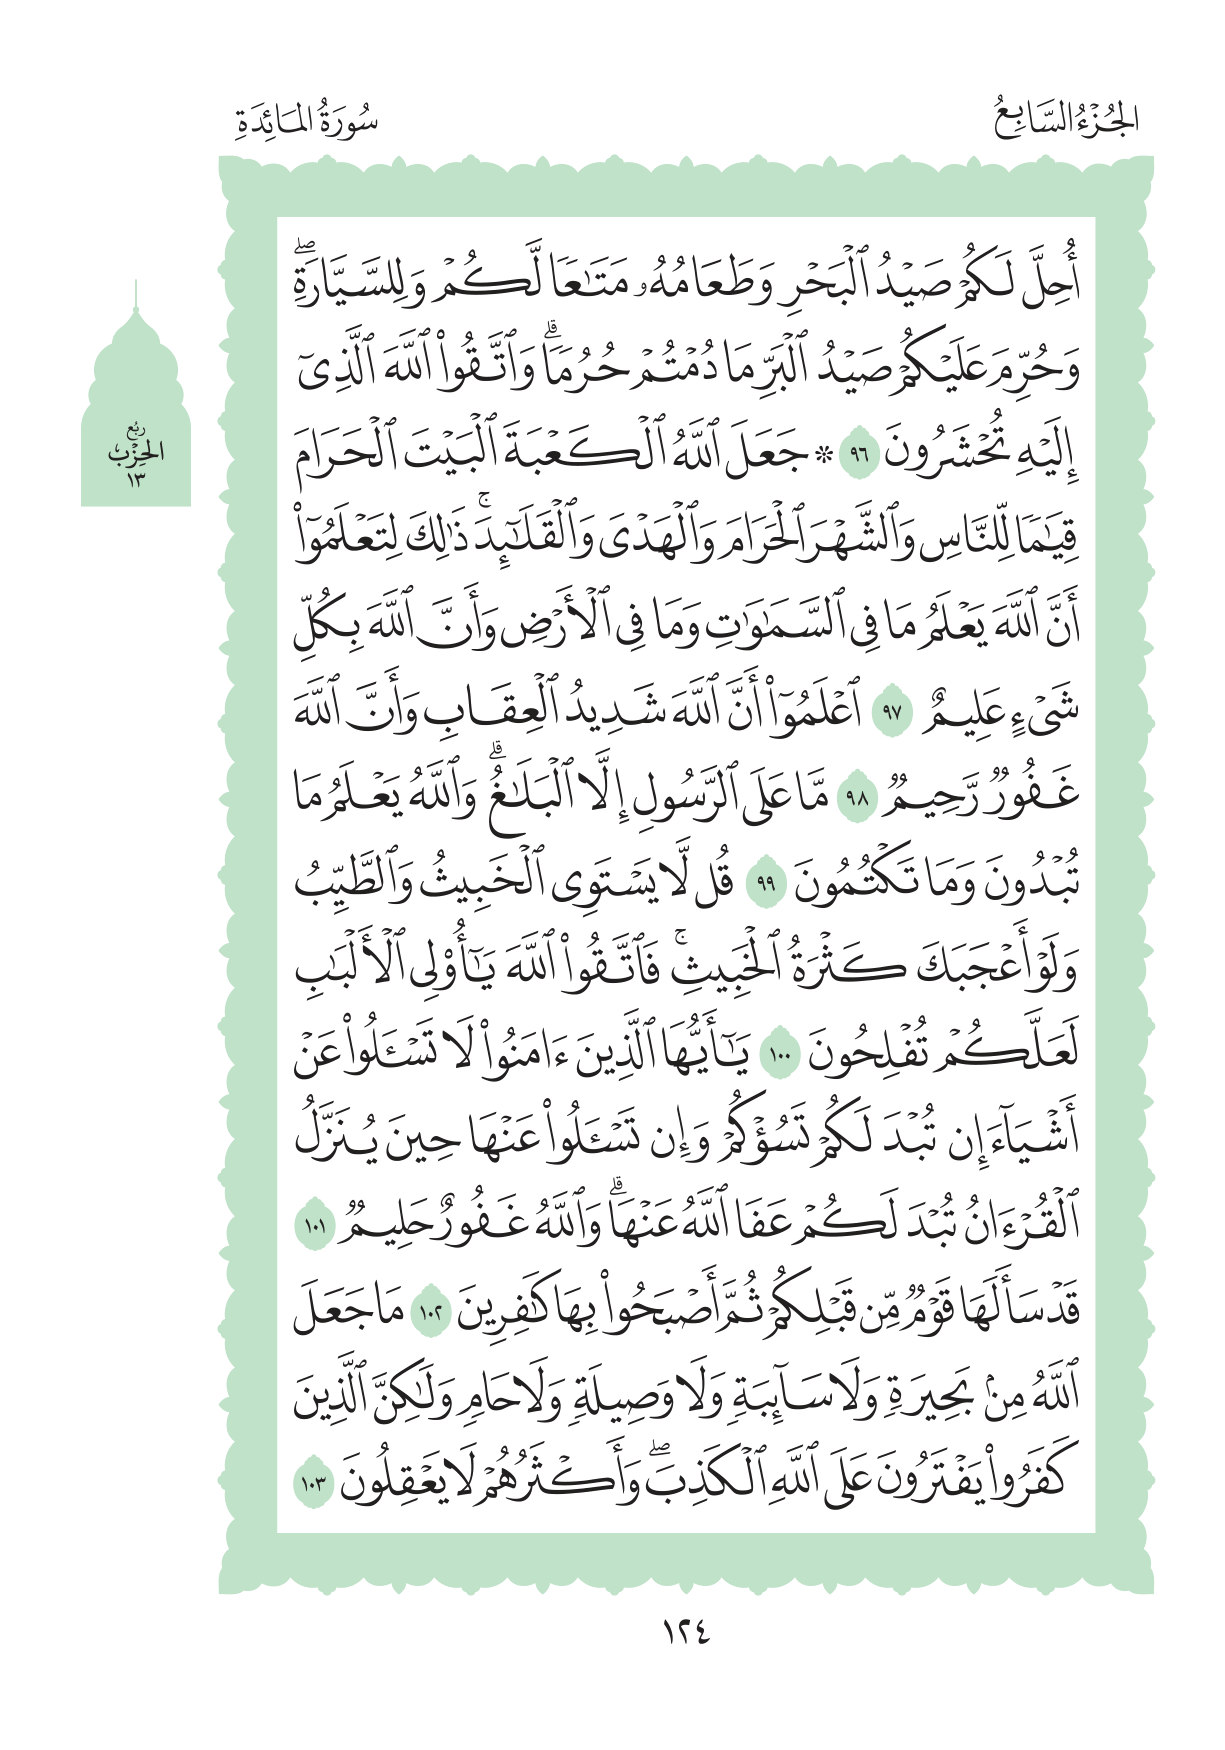 الجُزْءُ السَّابِعُ
سُورَةُ المَائِدَةِ
أُحِلَّ لَكُمْ صَيْدُ ٱلْبَحْرِ وَطَعَامُهُۥ مَتَٰعٗا لَّكُمْ وَلِلسَّيَّارَةِۖ
وَحُرِّمَ عَلَيْكُمْ صَيْدُ ٱلْبَرِّ مَا دُمْتُمْ حُرُمٗاۗ وَٱتَّقُواْ ٱللَّهَ ٱلَّذِىٓ
إِلَيْهِ تُحْشَرُونَ ٩٦ ۞ جَعَلَ ٱللَّهُ ٱلْكَعْبَةَ ٱلْبَيْتَ ٱلْحَرَامَ
قِيَٰمٗا لِّلنَّاسِ وَٱلشَّهْرَ ٱلْحَرَامَ وَٱلْهَدْىَ وَٱلْقَلَٰٓئِدَۚ ذَٰلِكَ لِتَعْلَمُوٓاْ
أَنَّ ٱللَّهَ يَعْلَمُ مَا فِى ٱلسَّمَٰوَٰتِ وَمَا فِى ٱلْأَرْضِ وَأَنَّ ٱللَّهَ بِكُلِّ
شَىْءٍ عَلِيمٌ ٩٧ ٱعْلَمُوٓاْ أَنَّ ٱللَّهَ شَدِيدُ ٱلْعِقَابِ وَأَنَّ ٱللَّهَ
غَفُورٞ رَّحِيمٞ ٩٨ مَّا عَلَى ٱلرَّسُولِ إِلَّا ٱلْبَلَٰغُۗ وَٱللَّهُ يَعْلَمُ مَا
تُبْدُونَ وَمَا تَكْتُمُونَ ٩٩ قُل لَّا يَسْتَوِى ٱلْخَبِيثُ وَٱلطَّيِّبُ
وَلَوْ أَعْجَبَكَ كَثْرَةُ ٱلْخَبِيثِۚ فَٱتَّقُواْ ٱللَّهَ يَٰٓأُوْلِى ٱلْأَلْبَٰبِ
لَعَلَّكُمْ تُفْلِحُونَ ١٠٠ يَٰٓأَيُّهَا ٱلَّذِينَ ءَامَنُواْ لَا تَسْـَٔلُواْ عَنْ
أَشْيَآءَ إِن تُبْدَ لَكُمْ تَسُؤْكُمْ وَإِن تَسْـَٔلُواْ عَنْهَا حِينَ يُنَزَّلُ
ٱلْقُرْءَانُ تُبْدَ لَكُمْ عَفَا ٱللَّهُ عَنْهَاۗ وَٱللَّهُ غَفُورٌ حَلِيمٞ ١٠١
قَدْ سَأَلَهَا قَوْمٞ مِّن قَبْلِكُمْ ثُمَّ أَصْبَحُواْ بِهَا كَٰفِرِينَ ١٠٢ مَا جَعَلَ
ٱللَّهُ مِنۢ بَحِيرَةٖ وَلَا سَآئِبَةٖ وَلَا وَصِيلَةٖ وَلَا حَامٖ وَلَٰكِنَّ ٱلَّذِينَ
كَفَرُواْ يَفْتَرُونَ عَلَى ٱللَّهِ ٱلْكَذِبَۖ وَأَكْثَرُهُمْ لَا يَعْقِلُونَ ١٠٣
رُبُع
الحِزْب
١٣
١٢٤